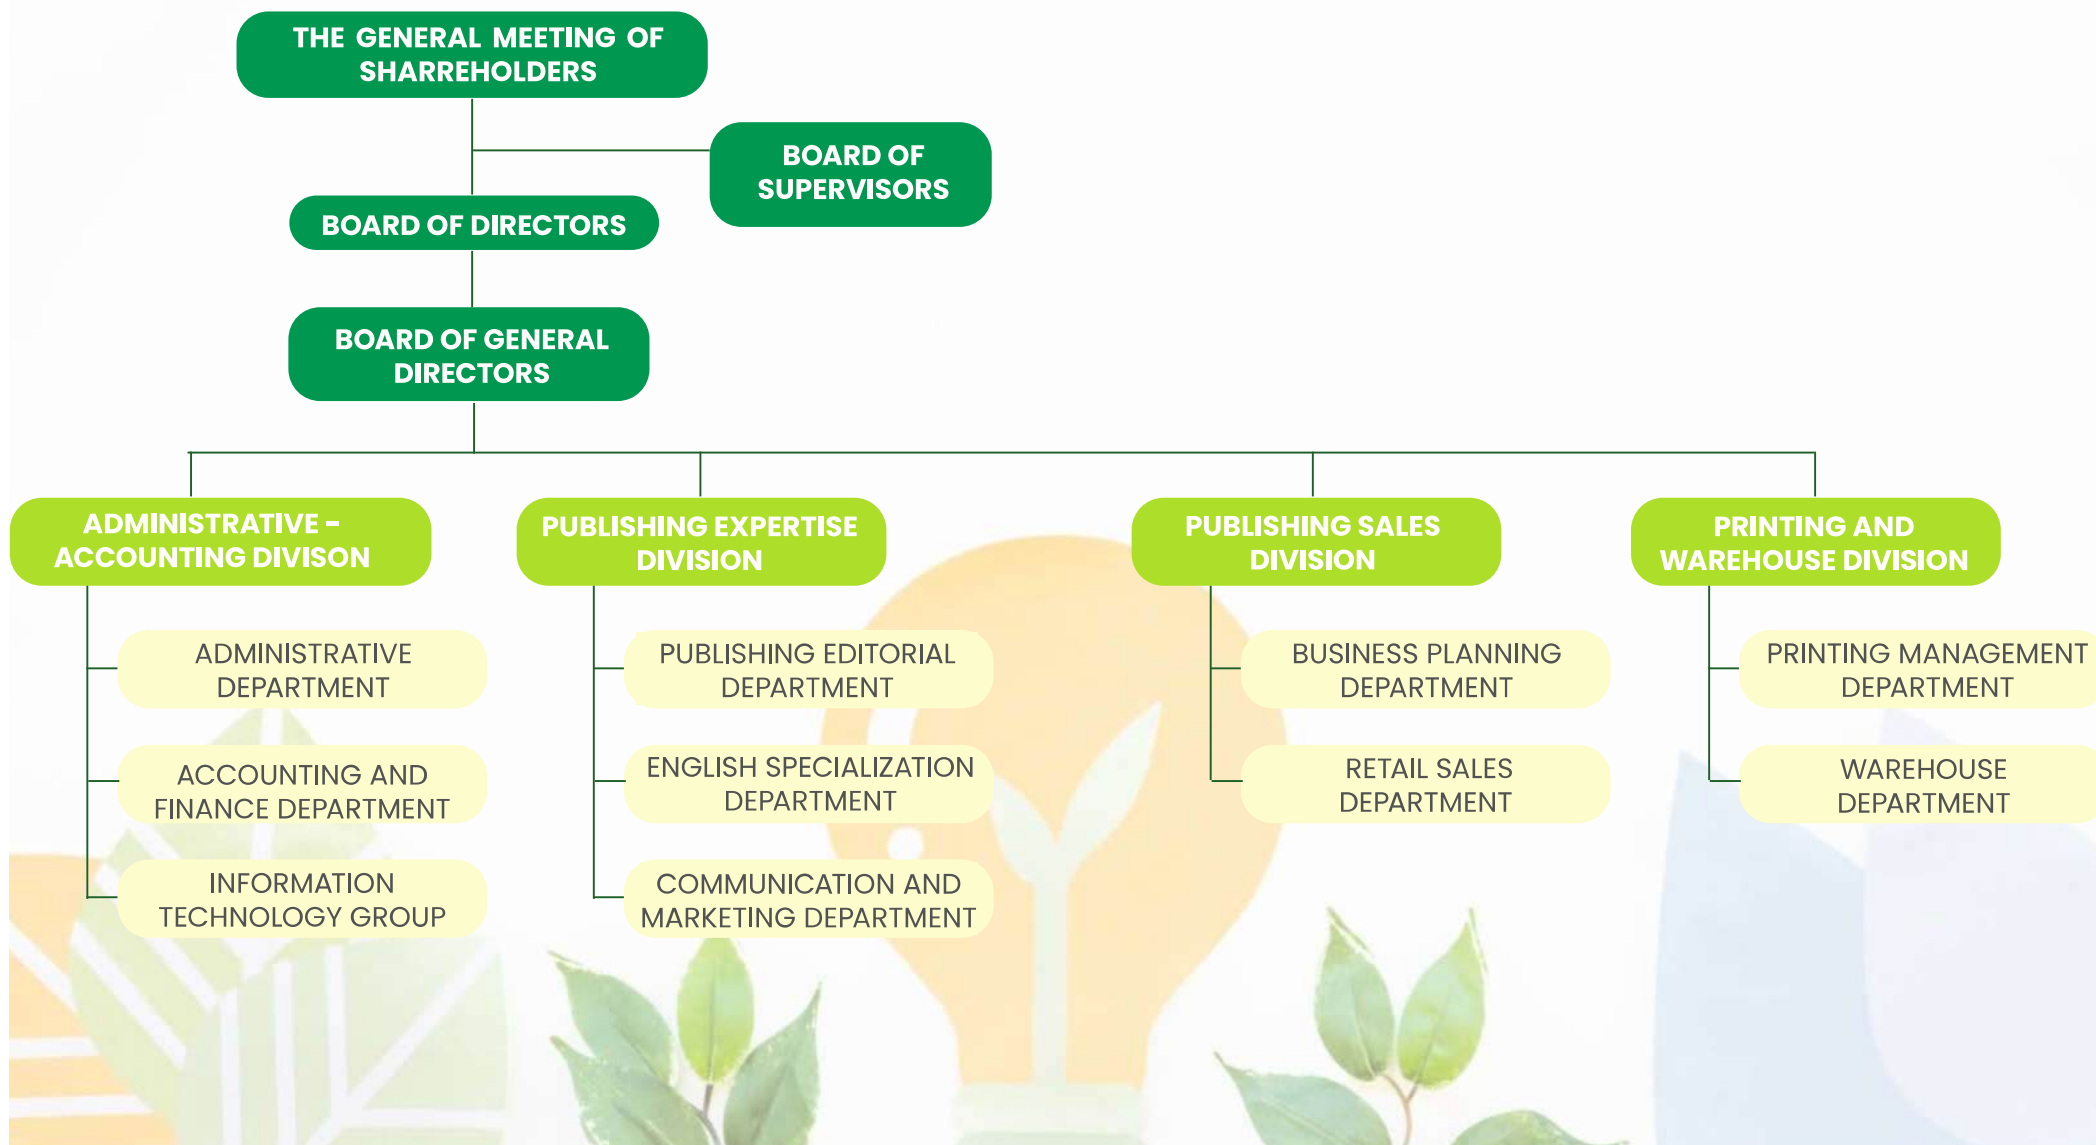 THE GENERAL MEETING OF
SHARREHOLDERS
BOARD OF
SUPERVISORS
BOARD OF DIRECTORS
BOARD OF GENERAL
DIRECTORS
ADMINISTRATIVE -
ACCOUNTING DIVISON
ADMINISTRATIVE
DEPARTMENT
ACCOUNTING AND
FINANCE DEPARTMENT
INFORMATION
TECHNOLOGY GROUP
PUBLISHING EXPERTISE
DIVISION
PUBLISHING EDITORIAL
DEPARTMENT
ENGLISH SPECIALIZATION
DEPARTMENT
COMMUNICATION AND
MARKETING DEPARTMENT
PUBLISHING SALES
DIVISION
BUSINESS PLANNING
DEPARTMENT
RETAIL SALES
DEPARTMENT
PRINTING AND
WAREHOUSE DIVISION
PRINTING MANAGEMENT
DEPARTMENT
WAREHOUSE
DEPARTMENT